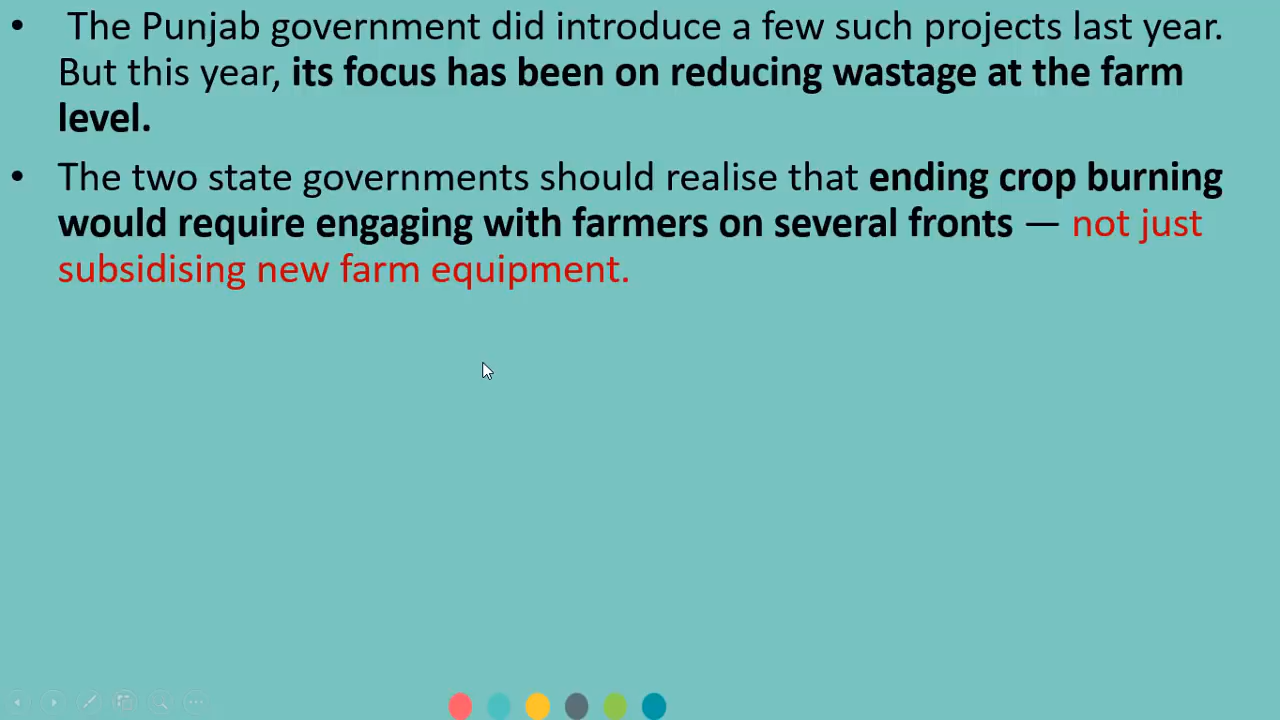 • The Punjab government did introduce a few such projects last year.
But this year, its focus has been on reducing wastage at the farm
level.
• The two state governments should realise that ending crop burning
would require engaging with farmers on several fronts — not just
subsidising new farm equipment.